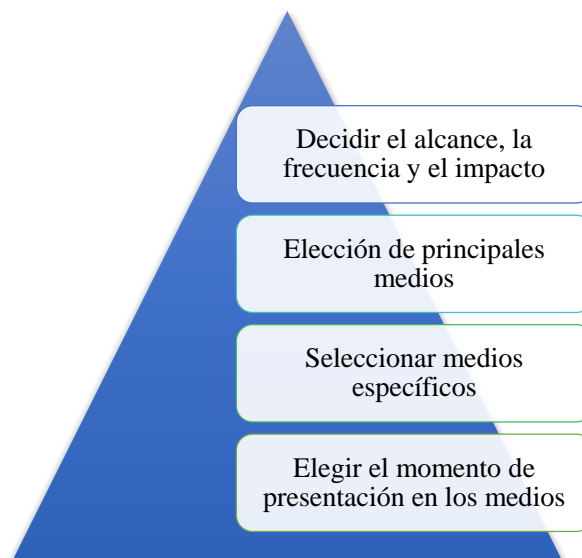 Decidir el alcance, la
frecuencia y el impacto
Elección de principales
medios
Seleccionar medios
específicos
Elegir el momento de
presentación en los medios